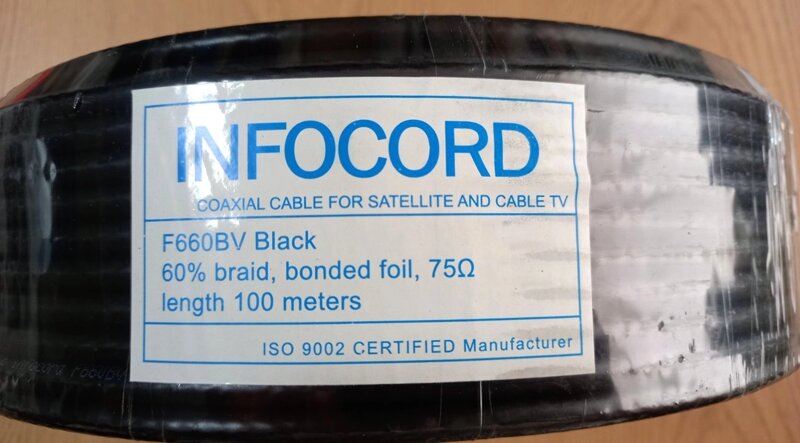 INFOCORD
COAXIAL CABLE FOR SATELLITE AND CABLE TV
F660BV Black
60% braid, bonded foil, 75Ω
length 100 meters
ISO 9002 CERTIFIED Manufacturer